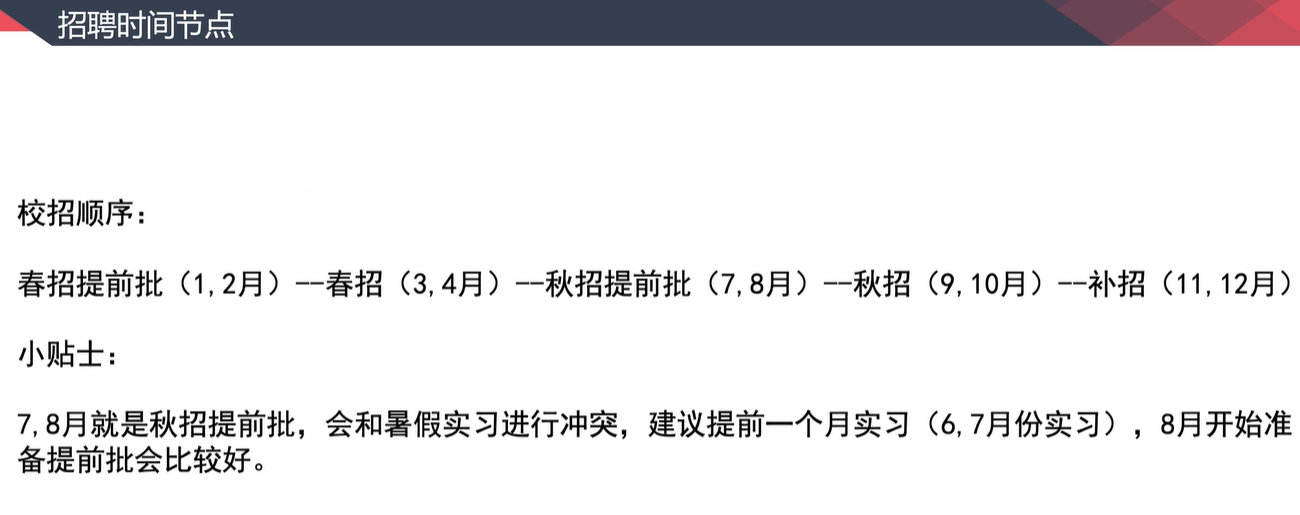 招聘时间节点
校招顺序：
春招提前批（1,2月）--春招（3,4月）--秋招提前批（7,8月）--秋招（9,10月）--补招（11,12月）
小贴士：
7,8月就是秋招提前批，会和暑假实习进行冲突，建议提前一个月实习（6,7月份实习），8月开始准
备提前批会比较好。